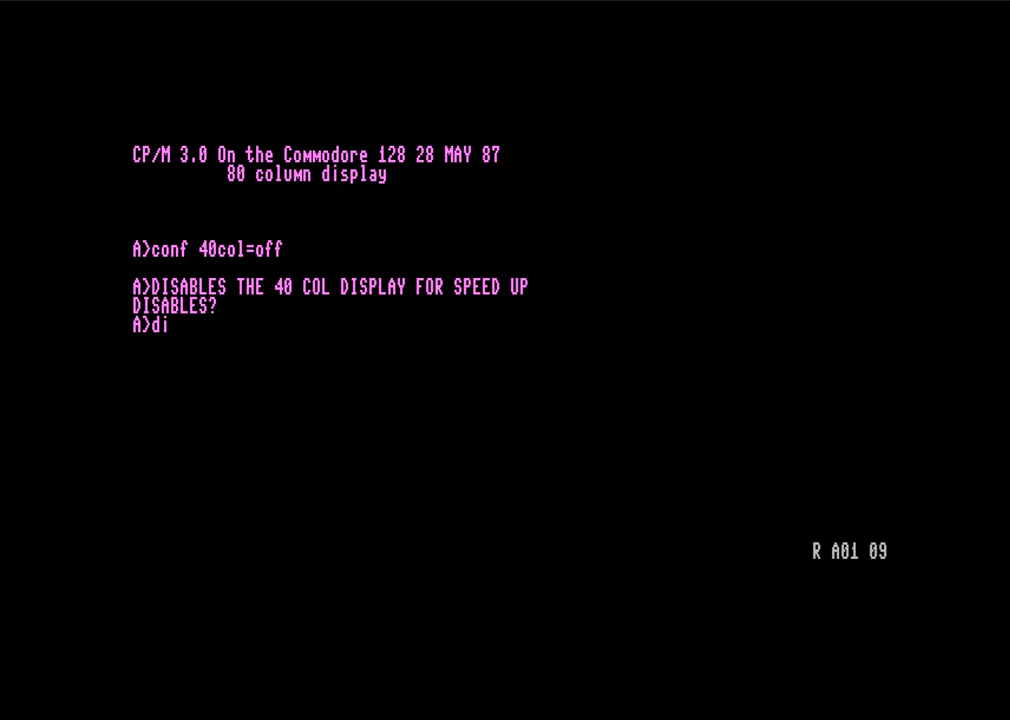 CP/M 3.0 On the Commodore 128 28 MAY 87
80 column display
A>conf 40col=off
A>DISABLES THE 40 COL DISPLAY FOR SPEED UP
DISABLES?
A>di
R A01 09